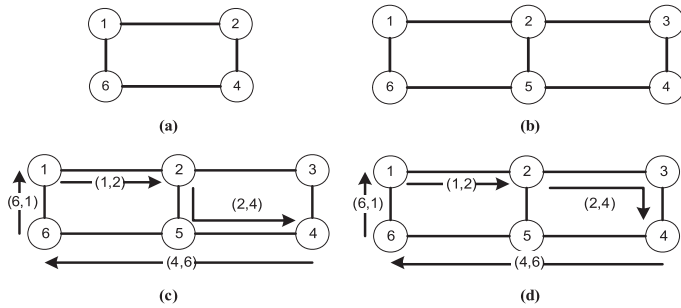 1 2 1 2 3
6 4 6 5 4
(a) (b)
1 2 3 1 2 3
(6,1) (1,2) (2,4) (6,1) (1,2) (2,4)
6 5 4 6 5 4
(4,6) (4,6)
(c) (d)